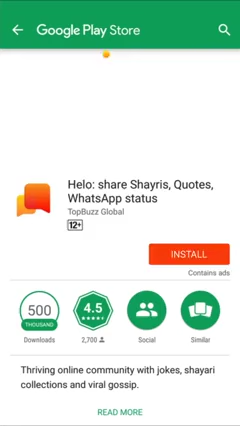 Google Play Store
Helo: share Shayris, Quotes,
WhatsApp status
TopBuzz Global
12+
INSTALL
Contains ads
500
THOUSAND
Downloads
4.5
2,700
Social
Similar
Thriving online community with jokes, shayari
collections and viral gossip.
READ MORE